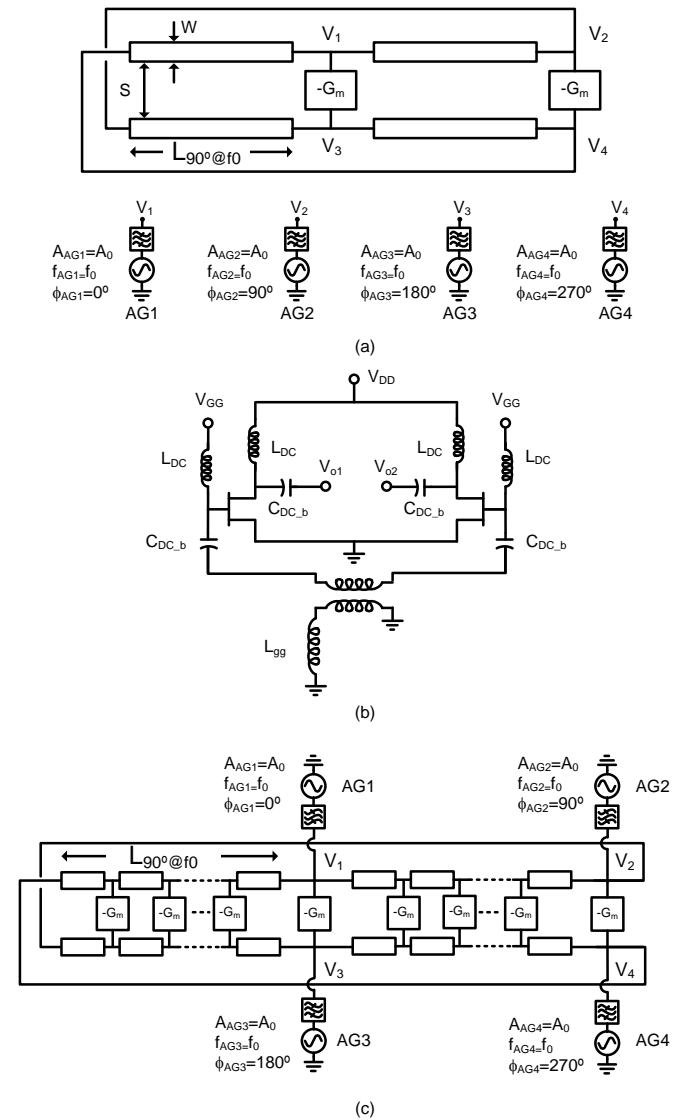 W
V1
V2
S
-Gm
-Gm
V3
V4
L90º@f0
V1
V2
V3
V4
AAG1=A0
fAG1=f0
ϕAG1=0º
AG1
AAG2=A0
fAG2=f0
ϕAG2=90º
AG2
AAG3=A0
fAG3=f0
ϕAG3=180º
AG3
AAG4=A0
fAG4=f0
ϕAG4=270º
AG4
(a)
VDD
VGG
VGG
LDC
LDC
LDC
LDC
Vo1
Vo2
CDC_b
CDC_b
CDC_b
CDC_b
Lgg
(b)
AAG1=A0
fAG1=f0
ϕAG1=0º
AG1
AAG2=A0
fAG2=f0
ϕAG2=90º
AG2
L90º@f0
V1
V2
-Gm
-Gm
-Gm
-Gm
-Gm
-Gm
-Gm
-Gm
V3
V4
AAG3=A0
fAG3=f0
ϕAG3=180º
AG3
AAG4=A0
fAG4=f0
ϕAG4=270º
AG4
(c)